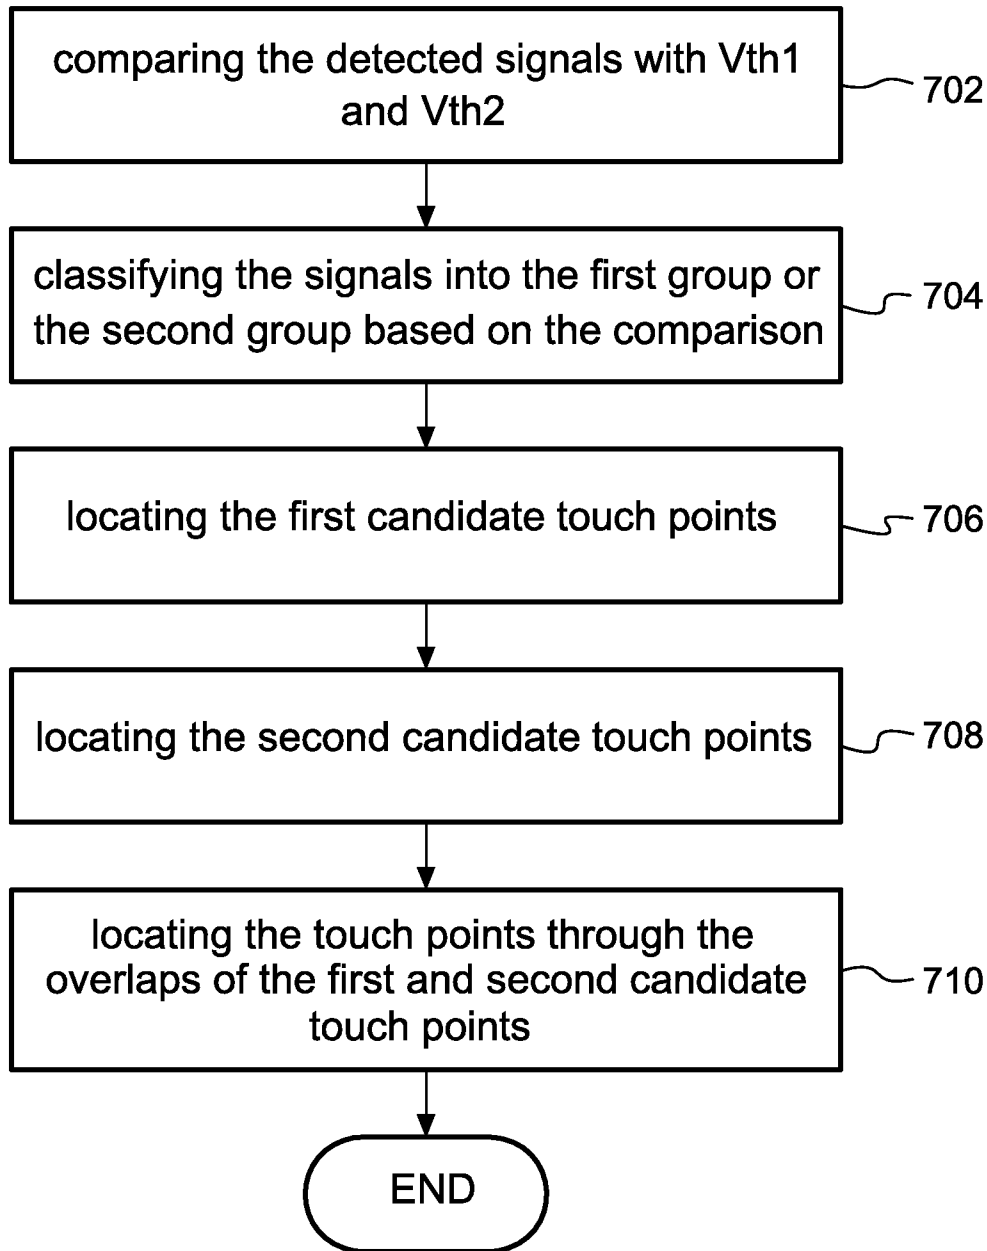 comparing the detected signals with Vth1
and Vth2
702
classifying the signals into the first group or
the second group based on the comparison
704
locating the first candidate touch points
706
locating the second candidate touch points
708
locating the touch points through the
overlaps of the first and second candidate
touch points
710
END